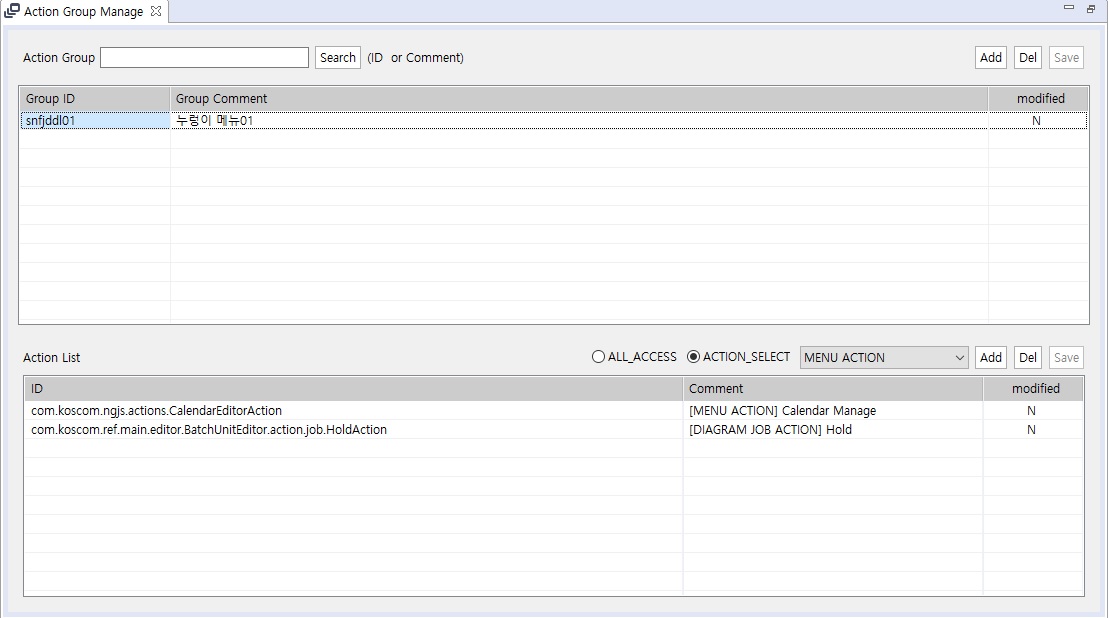 Action Group Manage
Action Group Search (ID or Comment) Add Del Save
Group ID Group Comment modified
snfjddl01 누렁이 메뉴01 N
Action List ALL_ACCESS ACTION_SELECT MENU ACTION Add Del Save
ID Comment modified
com.koscom.ngjs.actions.CalendarEditorAction [MENU ACTION] Calendar Manage N
com.koscom.ref.main.editor.BatchUnitEditor.action.job.HoldAction [DIAGRAM JOB ACTION] Hold N